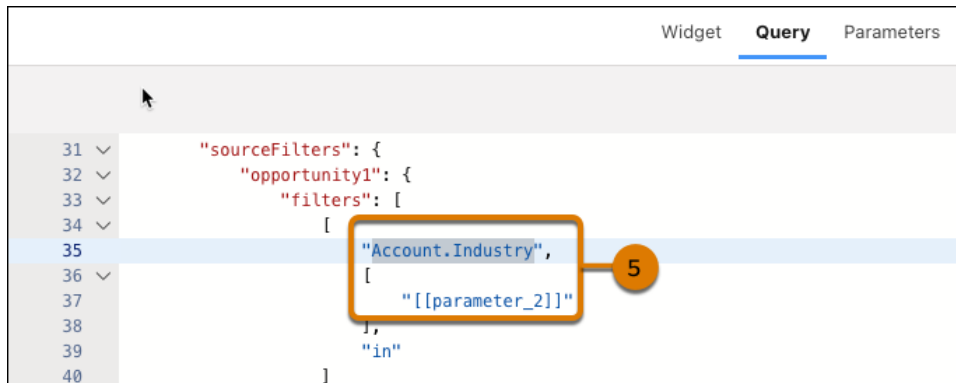 Widget Query Parameters
31 "sourceFilters": {
32 "opportunity1": {
33 "filters": [
34 [
35 "Account.Industry",
36 [
37 "[[parameter_2]]"
38 ],
39 "in"
40 ]
5